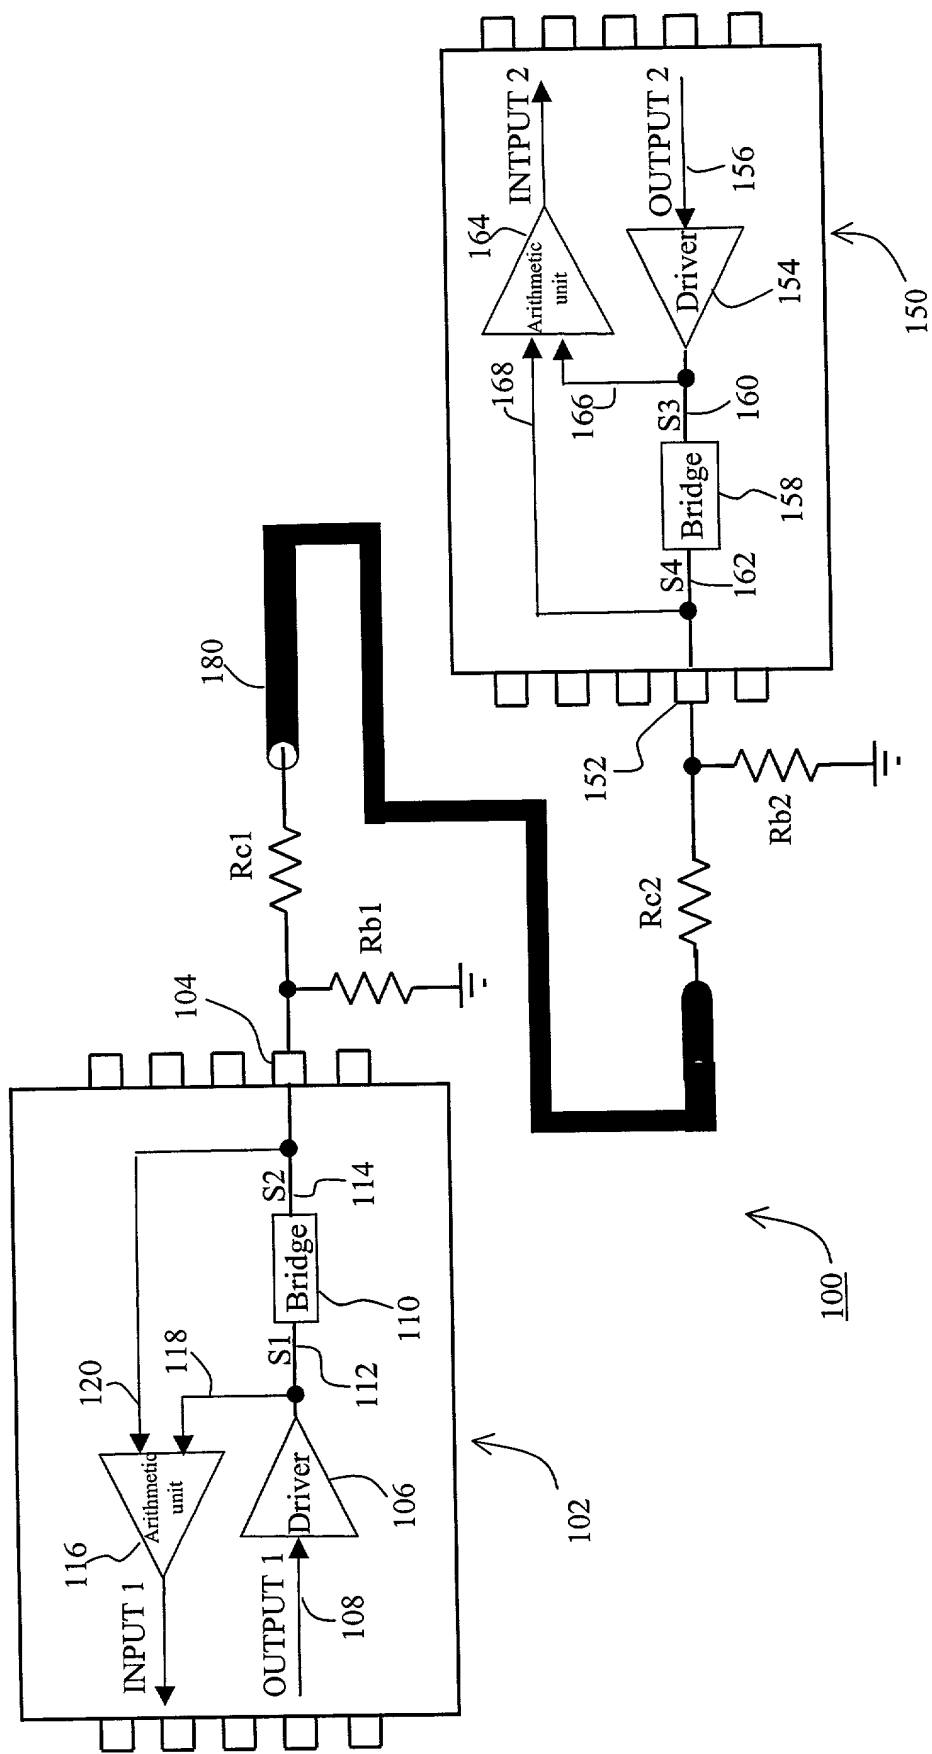 INPUT 1
116
Arithmetic
unit
120
118
OUTPUT 1
108
Driver
106
S1
112
Bridge
110
S2
114
102
104
Rb1
Rc1
180
100
Rc2
Rb2
152
S4
162
Bridge
158
S3
160
168
166
Arithmetic
unit
164
INTPUT 2
Driver
154
OUTPUT 2
156
150